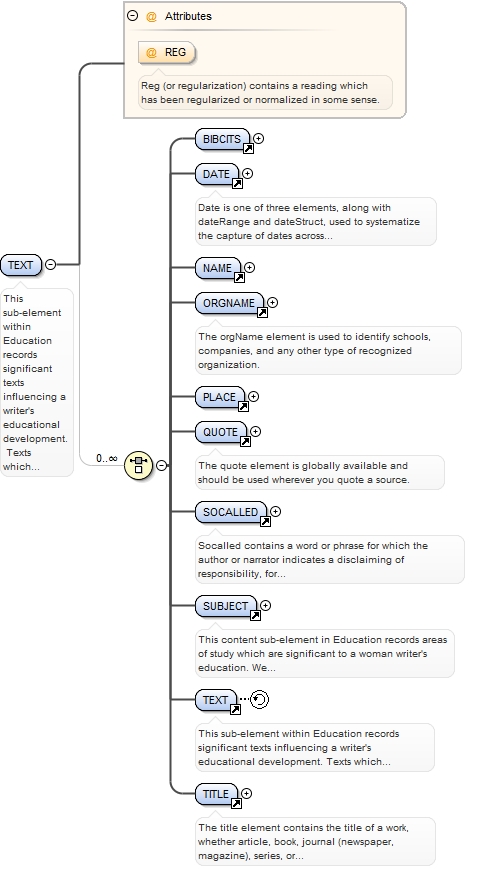 @ Attributes
@ REG
Reg (or regularization) contains a reading which
has been regularized or normalized in some sense.
TEXT
This
sub-element
within
Education
records
significant
texts
influencing a
writer's
educational
development.
Texts
which...
0..∞
BIBCITS
DATE
Date is one of three elements, along with
dateRange and dateStruct, used to systematize
the capture of dates across...
NAME
ORGNAME
The orgName element is used to identify schools,
companies, and any other type of recognized
organization.
PLACE
QUOTE
The quote element is globally available and
should be used wherever you quote a source.
SOCALLED
Socalled contains a word or phrase for which the
author or narrator indicates a disclaiming of
responsibility, for...
SUBJECT
This content sub-element in Education records areas
of study which are significant to a woman writer's
education. We...
TEXT
This sub-element within Education records
significant texts influencing a writer's
educational development. Texts which...
TITLE
The title element contains the title of a work,
whether article, book, journal (newspaper,
magazine), series, or...